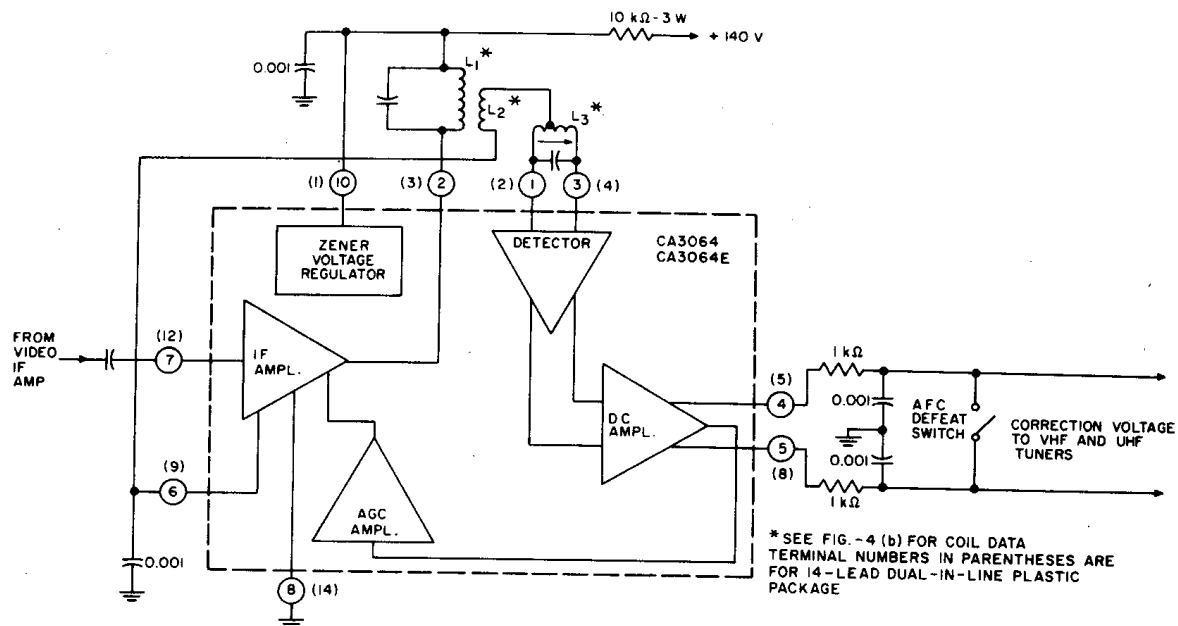 10 kΩ-3 W
+140 V
0.001
L1*
L2*
L3*
(1) 10
(3) 2
(2) 1
3 (4)
ZENER
VOLTAGE
REGULATOR
DETECTOR
CA3064
CA3064E
FROM
VIDEO
IF
AMP
(12)
7
IF
AMPL.
(9)
6
AGC
AMPL.
DC
AMPL.
(5)
4
5
(8)
1 kΩ
0.001
0.001
1 kΩ
AFC
DEFEAT
SWITCH
CORRECTION VOLTAGE
TO VHF AND UHF
TUNERS
0.001
8 (14)
* SEE FIG.-4 (b) FOR COIL DATA
TERMINAL NUMBERS IN PARENTHESES ARE
FOR 14-LEAD DUAL-IN-LINE PLASTIC
PACKAGE